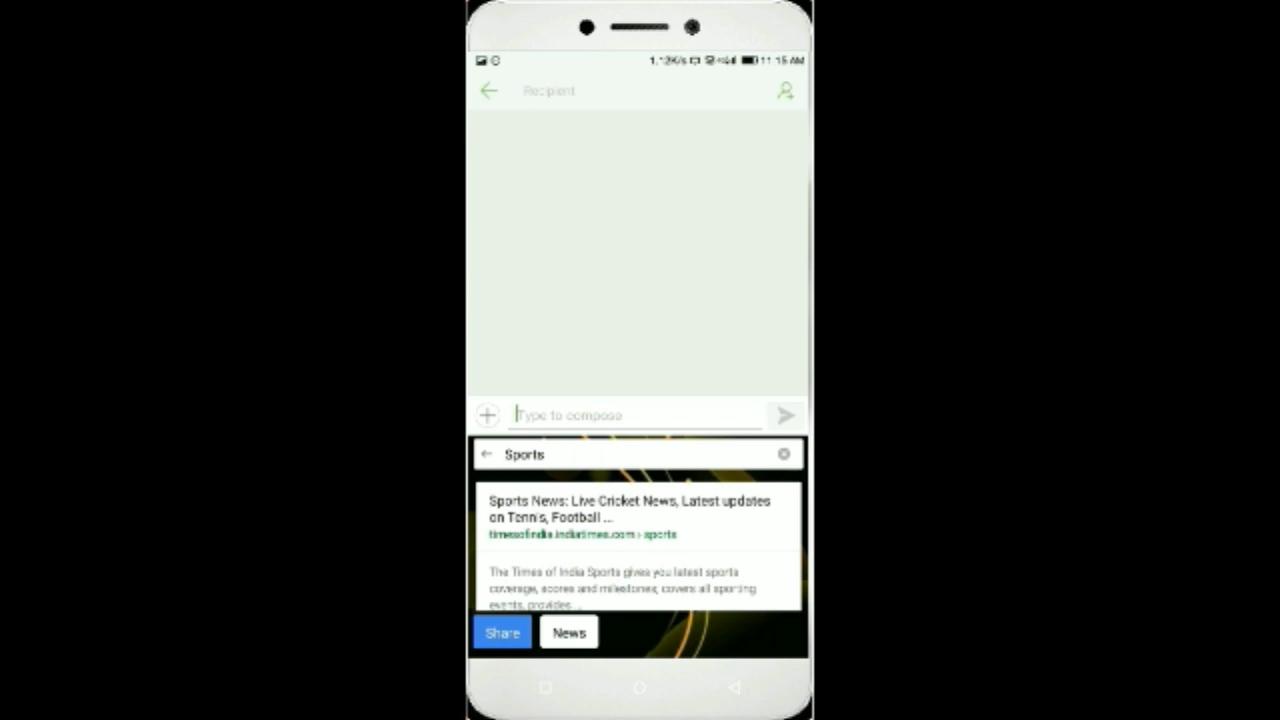 11:15 AM
Recipient
Type to compose
Sports
Sports News: Live Cricket News, Latest updates
on Tennis, Football ...
timesofindia.indiatimes.com › sports
The Times of India Sports gives you latest sports
coverage, scores and milestones, covers all sporting
events, provides ...
Share
News